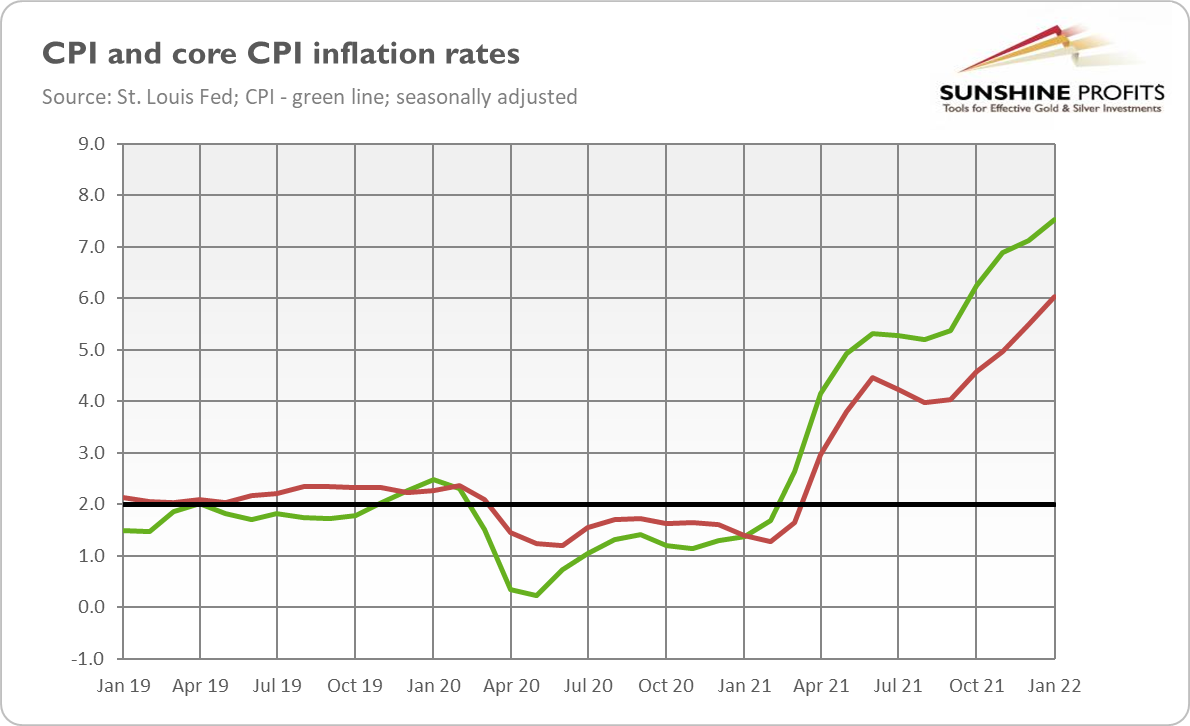 CPI and core CPI inflation rates
Source: St. Louis Fed; CPI - green line; seasonally adjusted
SUNSHINE PROFITS
Tools for Effective Gold & Silver Investments
9.0
8.0
7.0
6.0
5.0
4.0
3.0
2.0
1.0
0.0
-1.0
Jan 19 Apr 19 Jul 19 Oct 19 Jan 20 Apr 20 Jul 20 Oct 20 Jan 21 Apr 21 Jul 21 Oct 21 Jan 22